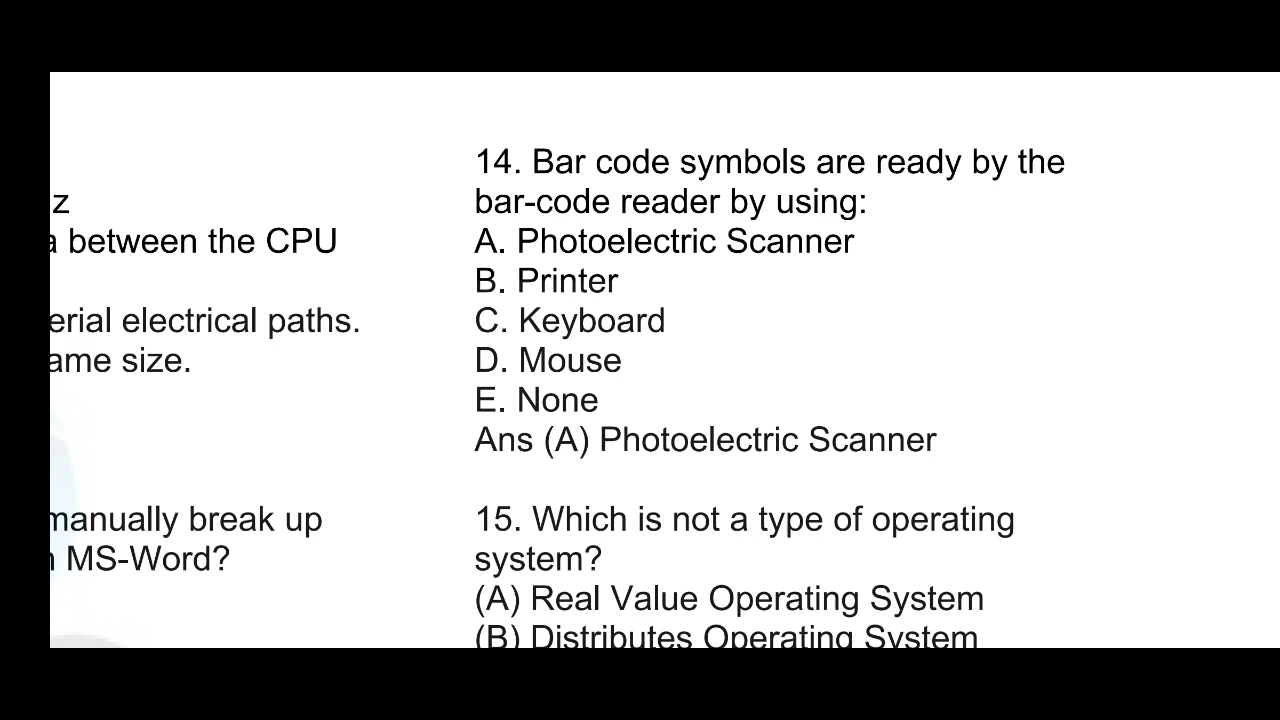 z
between the CPU
electrical paths.
size.
manually break up
MS-Word?
14. Bar code symbols are ready by the
bar-code reader by using:
A. Photoelectric Scanner
B. Printer
C. Keyboard
D. Mouse
E. None
Ans (A) Photoelectric Scanner
15. Which is not a type of operating
system?
(A) Real Value Operating System
(B) Distributes Operating System